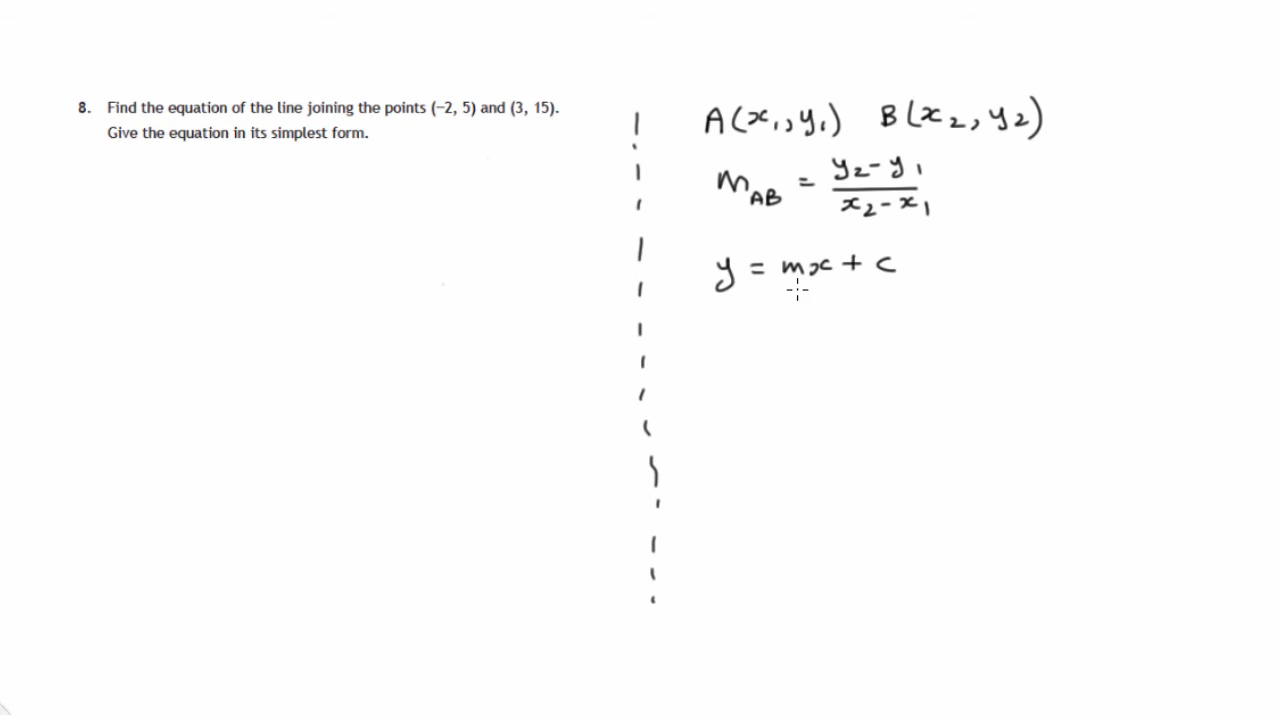 8. Find the equation of the line joining the points (−2, 5) and (3, 15).
Give the equation in its simplest form.
A(x₁, y₁) B(x₂, y₂)
m_AB = (y₂ - y₁)/(x₂ - x₁)
y = mx + c